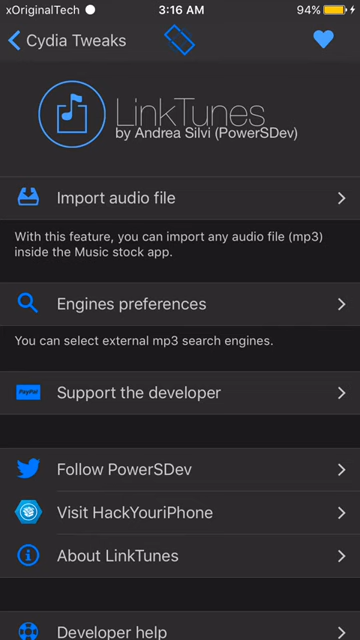 xOriginalTech 3:16 AM 94%
Cydia Tweaks
LinkTunes
by Andrea Silvi (PowerSDev)
Import audio file
With this feature, you can import any audio file (mp3)
inside the Music stock app.
Engines preferences
You can select external mp3 search engines.
PayPal Support the developer
Follow PowerSDev
Visit HackYouriPhone
About LinkTunes
Developer help